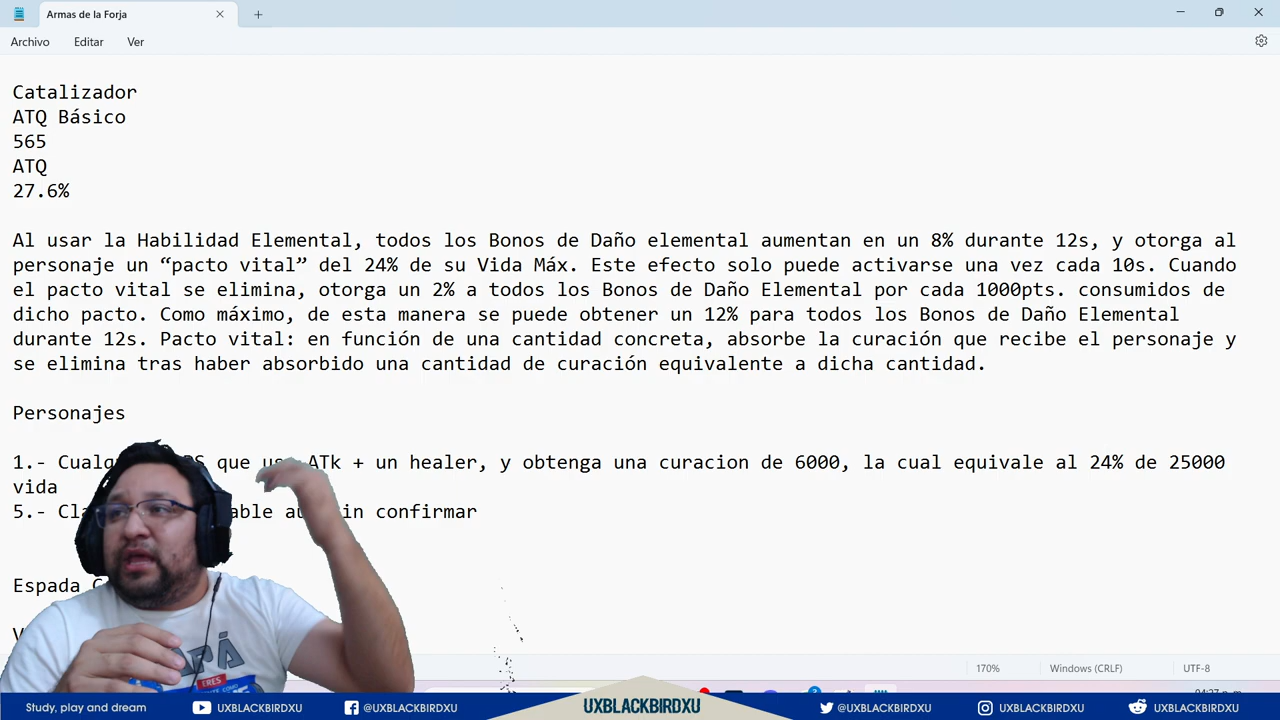 Armas de la Forja
Archivo Editar Ver
Catalizador
ATQ Básico
565
ATQ
27.6%
Al usar la Habilidad Elemental, todos los Bonos de Daño elemental aumentan en un 8% durante 12s, y otorga al
personaje un “pacto vital” del 24% de su Vida Máx. Este efecto solo puede activarse una vez cada 10s. Cuando
el pacto vital se elimina, otorga un 2% a todos los Bonos de Daño Elemental por cada 1000pts. consumidos de
dicho pacto. Como máximo, de esta manera se puede obtener un 12% para todos los Bonos de Daño Elemental
durante 12s. Pacto vital: en función de una cantidad concreta, absorbe la curación que recibe el personaje y
se elimina tras haber absorbido una cantidad de curación equivalente a dicha cantidad.
Personajes
1.- que ATk + un healer, y obtenga una curacion de 6000, la cual equivale al 24% de 25000
vida
5.- confirmar
Espada
PAPÁ
ERES
170% Windows (CRLF) UTF-8
Study, play and dream UXBLACKBIRDXU @UXBLACKBIRDXU UXBLACKBIRDXU @UXBLACKBIRDXU UXBLACKBIRDXU UXBLACKBIRDXU